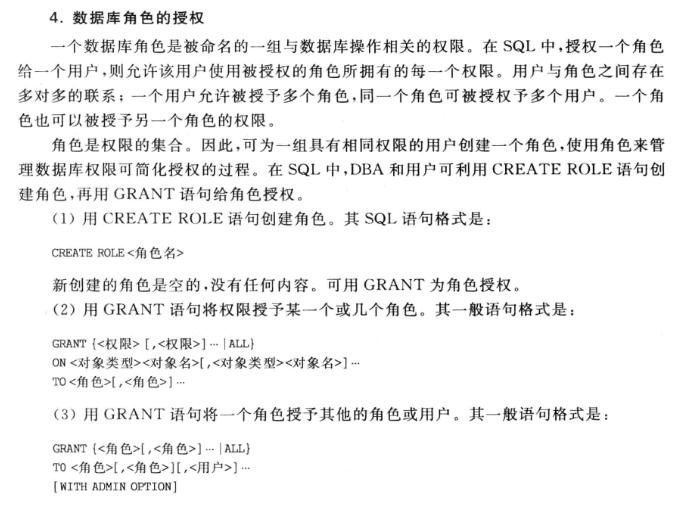 4. 数据库角色的授权
一个数据库角色是被命名的一组与数据库操作相关的权限。在 SQL 中,授权一个角色
给一个用户,则允许该用户使用被授权的角色所拥有的每一个权限。用户与角色之间存在
多对多的联系；一个用户允许被授予多个角色,同一个角色可被授权予多个用户。一个角
色也可以被授予另一个角色的权限。
角色是权限的集合。因此,可为一组具有相同权限的用户创建一个角色,使用角色来管
理数据库权限可简化授权的过程。在 SQL 中,DBA 和用户可利用 CREATE ROLE 语句创
建角色,再用 GRANT 语句给角色授权。
(1) 用 CREATE ROLE 语句创建角色。其 SQL 语句格式是：
CREATE ROLE<角色名>
新创建的角色是空的,没有任何内容。可用 GRANT 为角色授权。
(2) 用 GRANT 语句将权限授予某一个或几个角色。其一般语句格式是：
GRANT {<权限> [,<权限>]…|ALL}
ON <对象类型><对象名>[,<对象类型><对象名>]…
TO <角色>[,<角色>]…
(3) 用 GRANT 语句将一个角色授予其他的角色或用户。其一般语句格式是：
GRANT {<角色>[,<角色>]…|ALL}
TO <角色>[,<角色>][,<用户>]…
[WITH ADMIN OPTION]